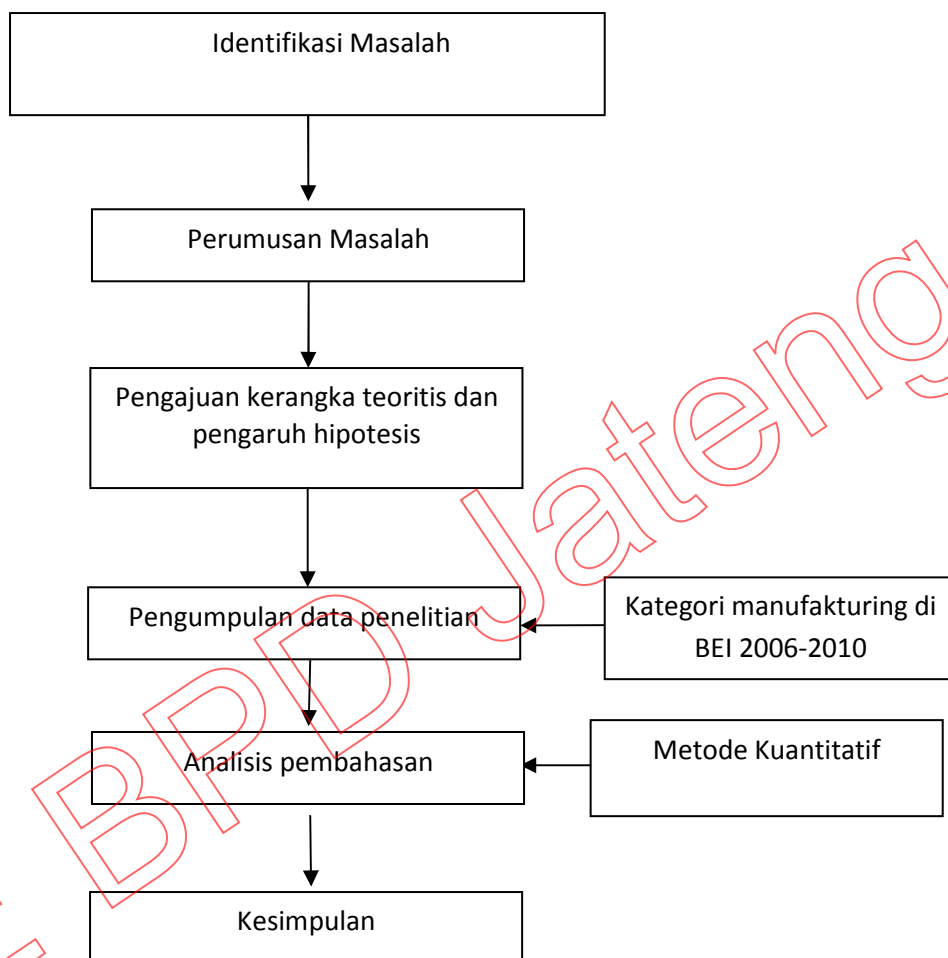 Identifikasi Masalah
Perumusan Masalah
Pengajuan kerangka teoritis dan
pengaruh hipotesis
Pengumpulan data penelitian
Kategori manufakturing di
BEI 2006-2010
Analisis pembahasan
Metode Kuantitatif
Kesimpulan
BPD Jateng